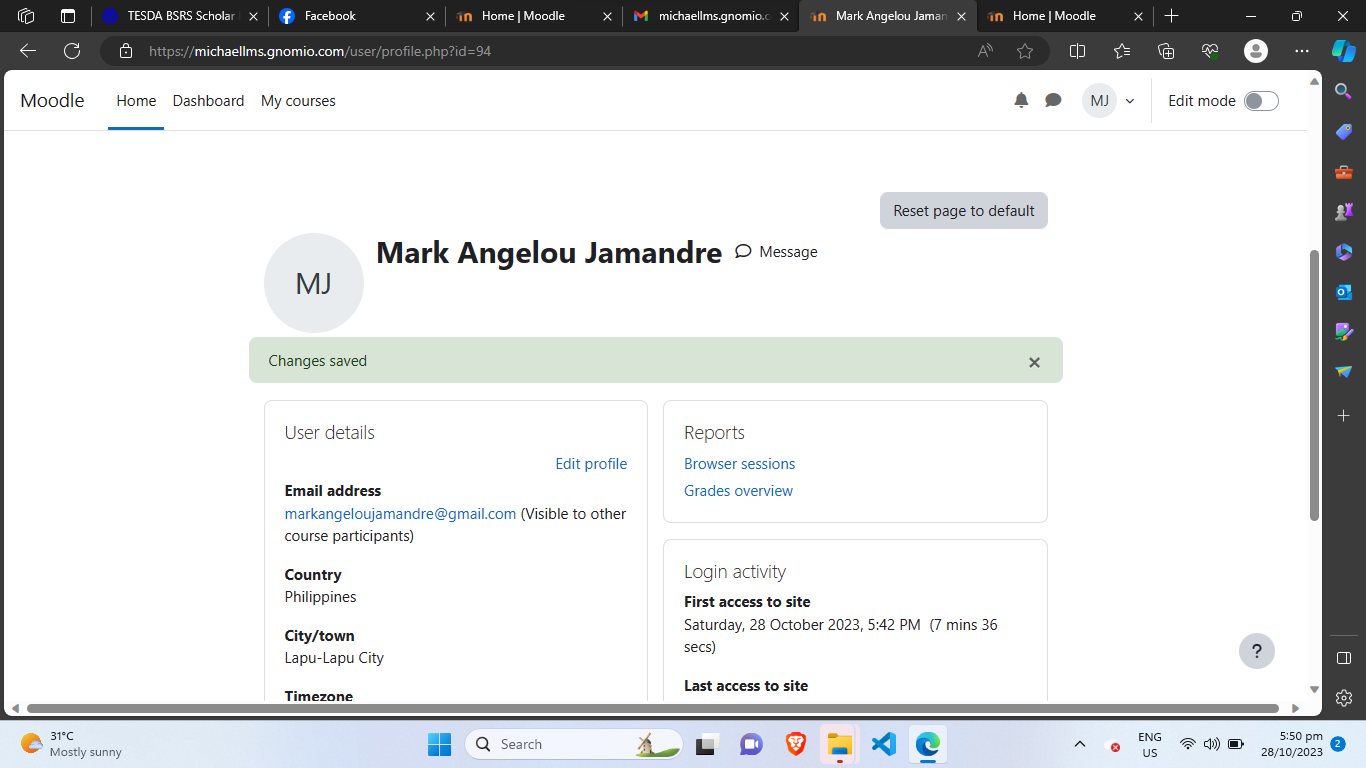 TESDA BSRS Scholar
Facebook
Home | Moodle
michaellms.gnomio.c
Mark Angelou Jaman
Home | Moodle
https://michaellms.gnomio.com/user/profile.php?id=94
Moodle
Home
Dashboard
My courses
MJ
Edit mode
Reset page to default
MJ
Mark Angelou Jamandre
Message
Changes saved
User details
Edit profile
Email address
markangeloujamandre@gmail.com (Visible to other
course participants)
Country
Philippines
City/town
Lapu-Lapu City
Timezone
Reports
Browser sessions
Grades overview
Login activity
First access to site
Saturday, 28 October 2023, 5:42 PM (7 mins 36
secs)
Last access to site
?
31°C
Mostly sunny
Search
ENG
US
5:50 pm
28/10/2023
2